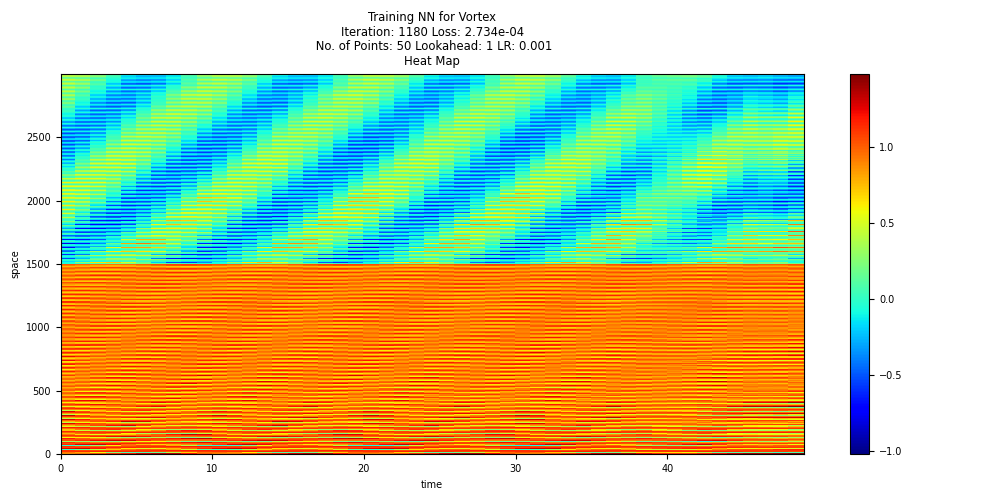 Training NN for Vortex
Iteration: 1180 Loss: 2.734e-04
No. of Points: 50 Lookahead: 1 LR: 0.001
Heat Map
2500
2000
1500
1000
500
0
space
0 10 20 30 40
time
1.0
0.5
0.0
−0.5
−1.0